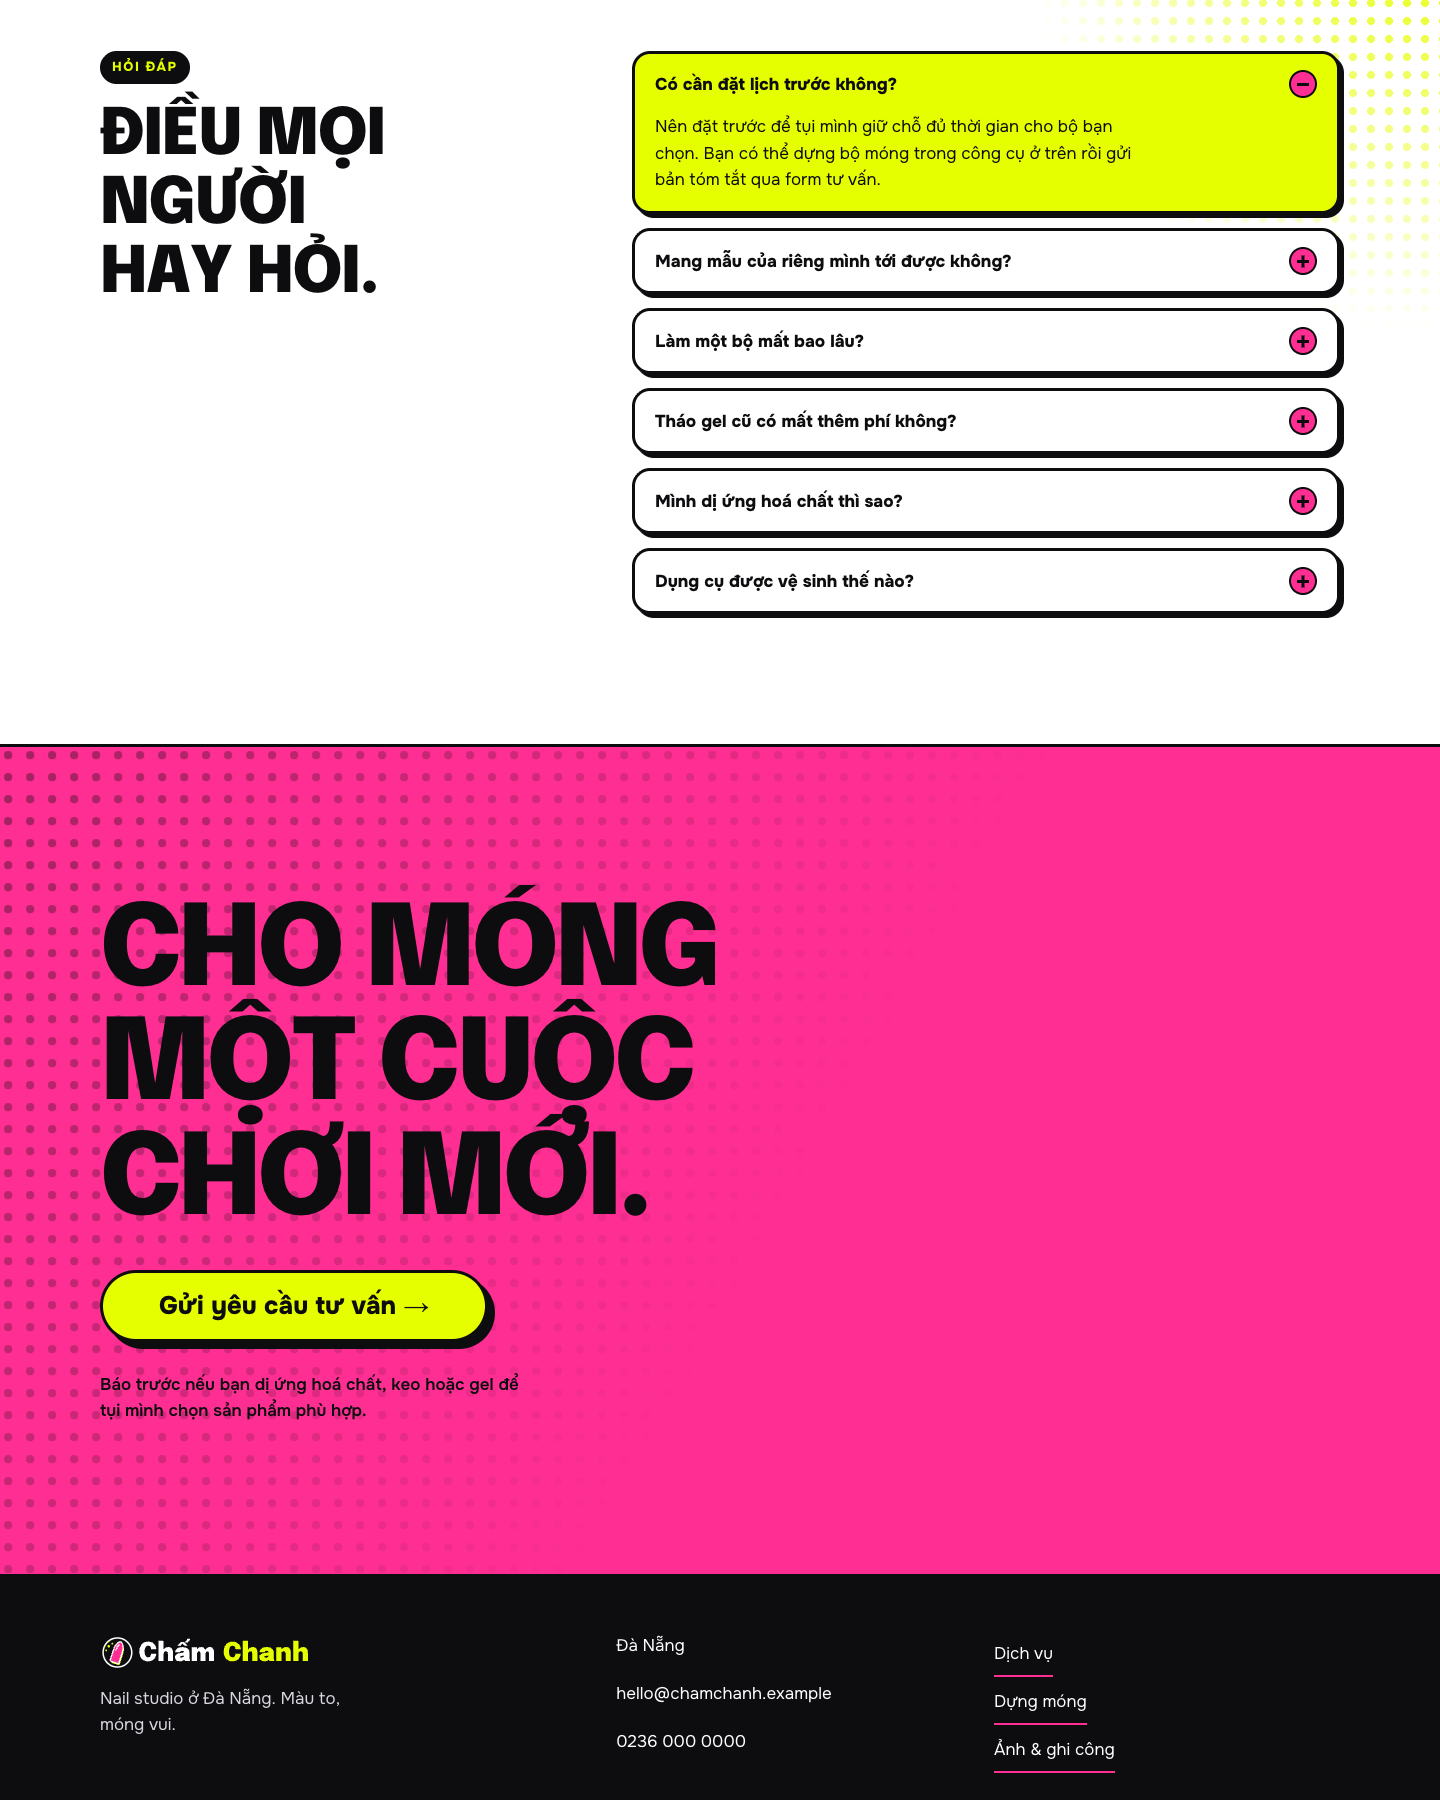 HỎI ĐÁP
ĐIỀU MỌI
NGƯỜI
HAY HỎI.
Có cần đặt lịch trước không?
Nên đặt trước để tụi mình giữ chỗ đủ thời gian cho bộ bạn
chọn. Bạn có thể dựng bộ móng trong công cụ ở trên rồi gửi
bản tóm tắt qua form tư vấn.
Mang mẫu của riêng mình tới được không?
Làm một bộ mất bao lâu?
Tháo gel cũ có mất thêm phí không?
Mình dị ứng hoá chất thì sao?
Dụng cụ được vệ sinh thế nào?
CHO MÓNG
MỘT CUỘC
CHƠI MỚI.
Gửi yêu cầu tư vấn →
Báo trước nếu bạn dị ứng hoá chất, keo hoặc gel để
tụi mình chọn sản phẩm phù hợp.
Chấm Chanh
Nail studio ở Đà Nẵng. Màu to,
móng vui.
Đà Nẵng
hello@chamchanh.example
0236 000 0000
Dịch vụ
Dựng móng
Ảnh & ghi công